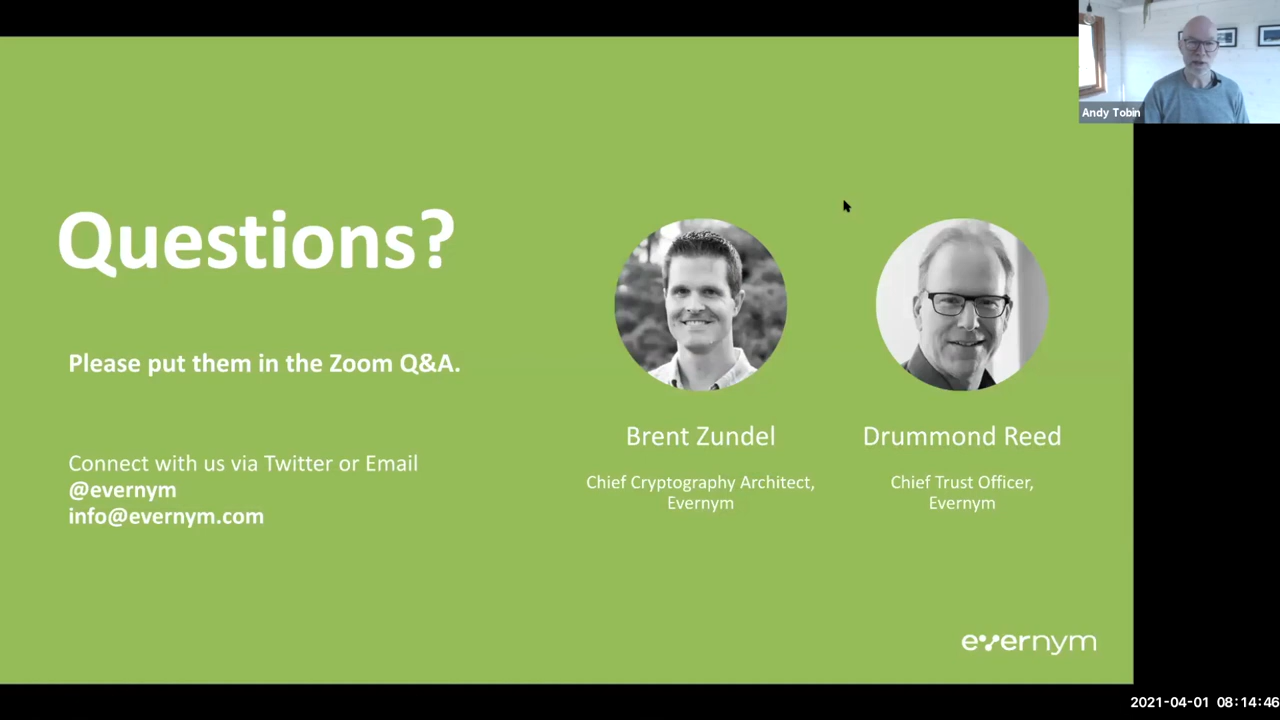 Andy Tobin
Questions?
Please put them in the Zoom Q&A.
Connect with us via Twitter or Email
@evernym
info@evernym.com
Brent Zundel
Chief Cryptography Architect,
Evernym
Drummond Reed
Chief Trust Officer,
Evernym
evernym
2021-04-01 08:14:46